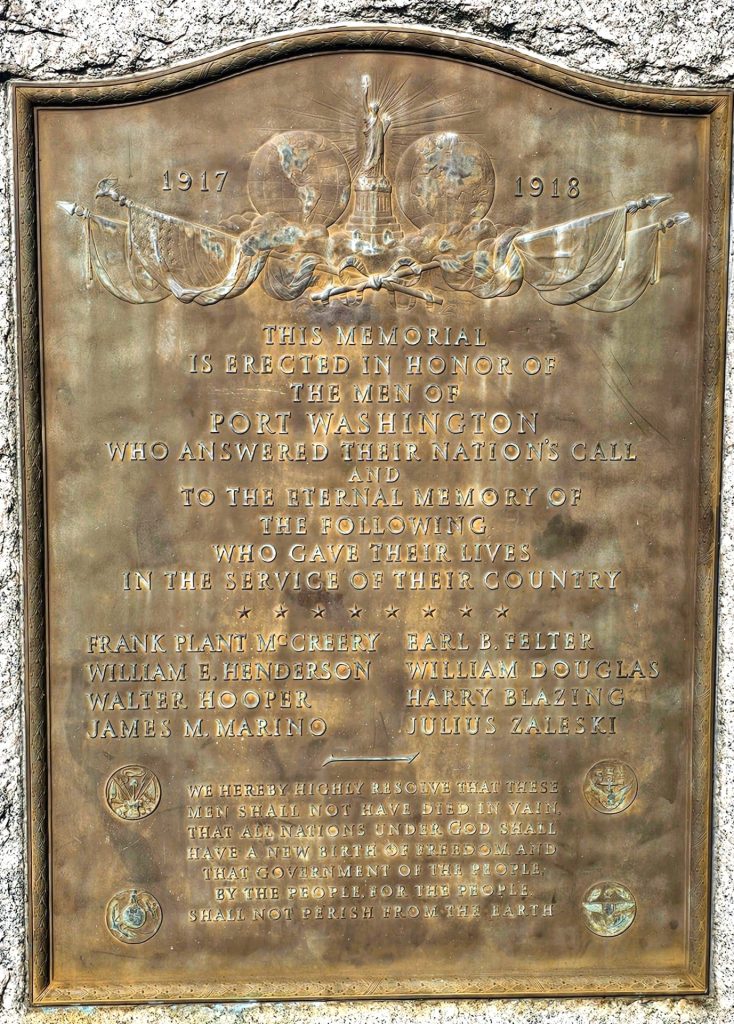 1917 1918
THIS MEMORIAL
IS ERECTED IN HONOR OF
THE MEN OF
PORT WASHINGTON
WHO ANSWERED THEIR NATION'S CALL
AND
TO THE ETERNAL MEMORY OF
THE FOLLOWING
WHO GAVE THEIR LIVES
IN THE SERVICE OF THEIR COUNTRY
FRANK PLANT McCREERY
WILLIAM E. HENDERSON
WALTER HOOPER
JAMES M. MARINO
EARL B. FELTER
WILLIAM DOUGLAS
HARRY BLAZING
JULIUS ZALESKI
WE HEREBY HIGHLY RESOLVE THAT THESE
MEN SHALL NOT HAVE DIED IN VAIN,
THAT ALL NATIONS UNDER GOD SHALL
HAVE A NEW BIRTH OF FREEDOM AND
THAT GOVERNMENT OF THE PEOPLE,
BY THE PEOPLE, FOR THE PEOPLE,
SHALL NOT PERISH FROM THE EARTH